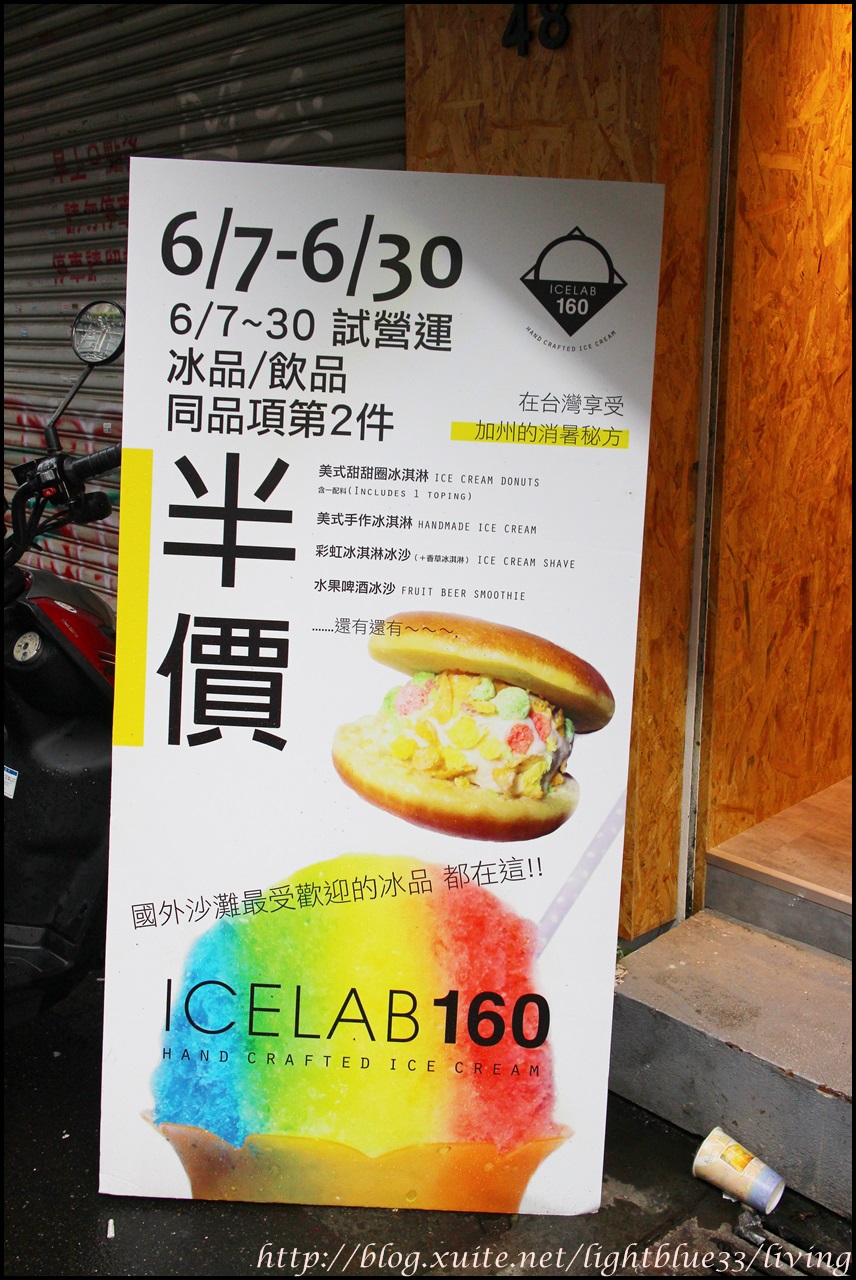 48
6/7-6/30
6/7~30 試營運
冰品/飲品
同品項第2件
半價
ICELAB
160
HAND CRAFTED ICE CREAM
在台灣享受
加州的消暑秘方
美式甜甜圈冰淇淋 ICE CREAM DONUTS
含一配料(INCLUDES 1 TOPING)
美式手作冰淇淋 HANDMADE ICE CREAM
彩虹冰淇淋冰沙(+香草冰淇淋) ICE CREAM SHAVE
水果啤酒冰沙 FRUIT BEER SMOOTHIE
.......還有還有~~~.
國外沙灘最受歡迎的冰品 都在這!!
ICELAB160
HAND CRAFTED ICE CREAM
http://blog.xuite.net/lightblue33/living